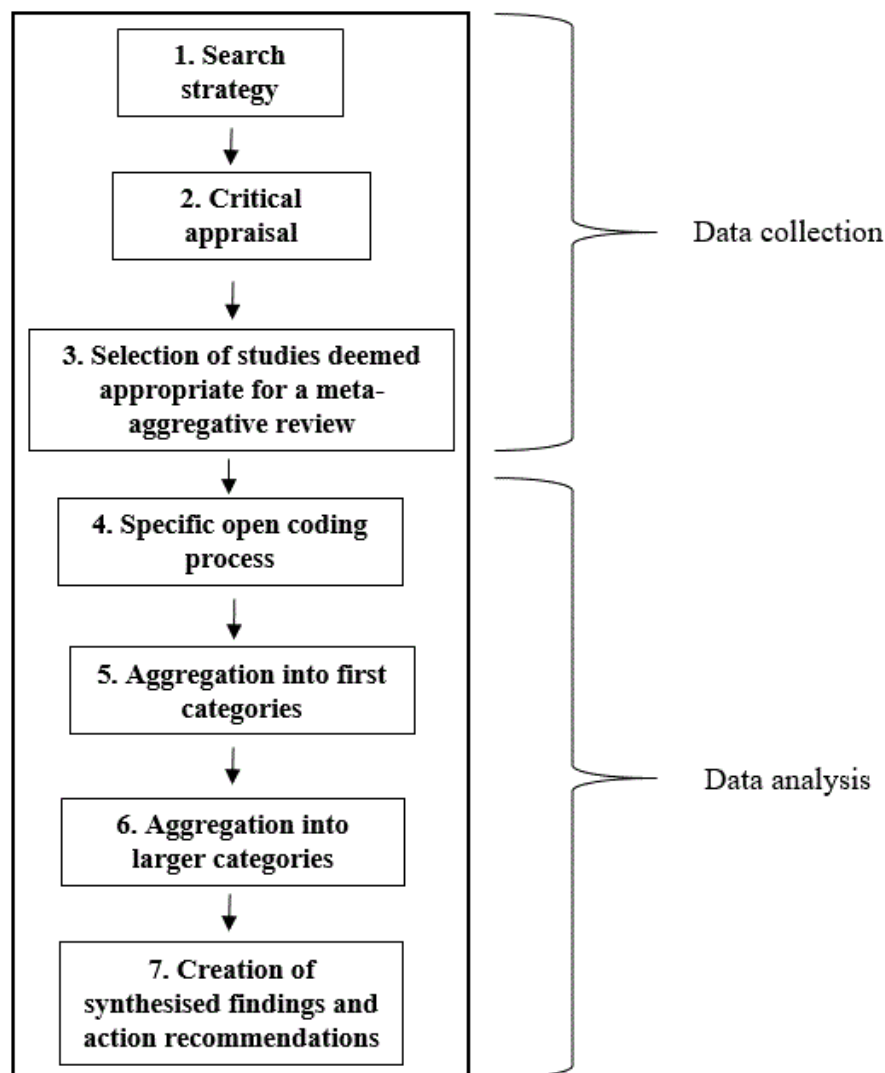 1. Search
strategy
2. Critical
appraisal
3. Selection of studies deemed
appropriate for a meta-
aggregative review
Data collection
4. Specific open coding
process
5. Aggregation into first
categories
6. Aggregation into
larger categories
7. Creation of
synthesised findings and
action recommendations
Data analysis